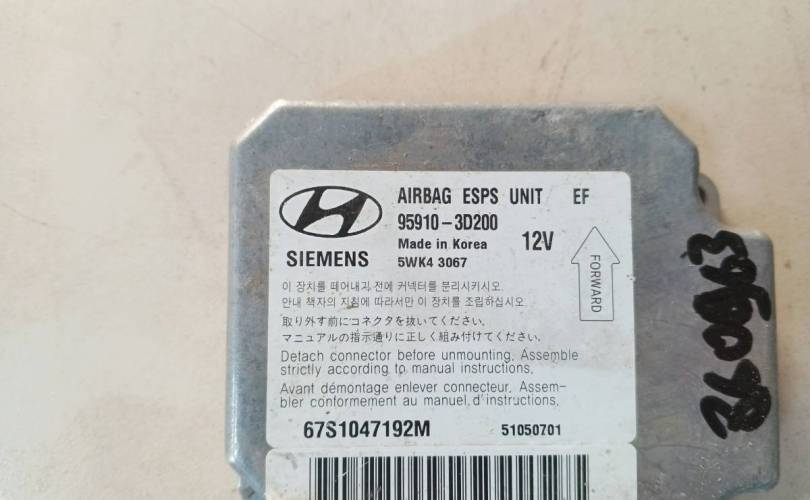 AIRBAG ESPS UNIT EF
95910-3D200
Made in Korea
12V
SIEMENS
5WK4 3067
FORWARD
이 장치를 떼어내기 전에 커넥터를 분리시키시오.
안내 책자의 지침에 따라서만 이 장치를 조립하십시오.
取り外す前にコネクタを抜いてください.
マニュアルの指示通りに正しく組み付けてください.
Detach connector before unmounting. Assemble
strictly according to manual instructions.
Avant démontage enlever connecteur. Assem-
bler conformement au manuel d'instructions.
67S1047192M
51050701